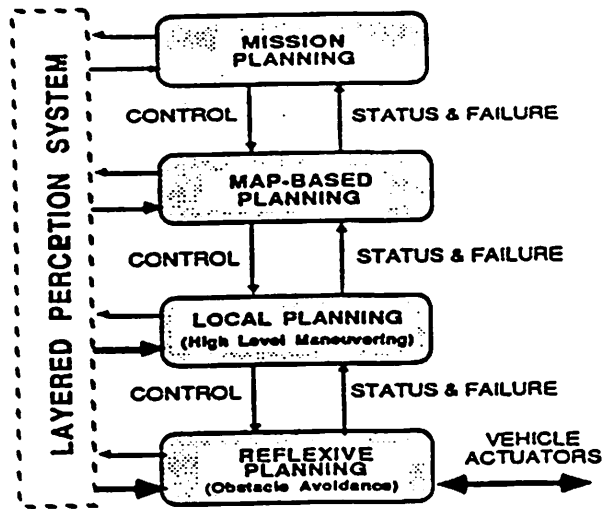 LAYERED PERCEPTION SYSTEM
MISSION
PLANNING
CONTROL
STATUS & FAILURE
MAP-BASED
PLANNING
CONTROL
STATUS & FAILURE
LOCAL PLANNING
(High Level Maneuvering)
CONTROL
STATUS & FAILURE
REFLEXIVE
PLANNING
(Obstacle Avoidance)
VEHICLE
ACTUATORS